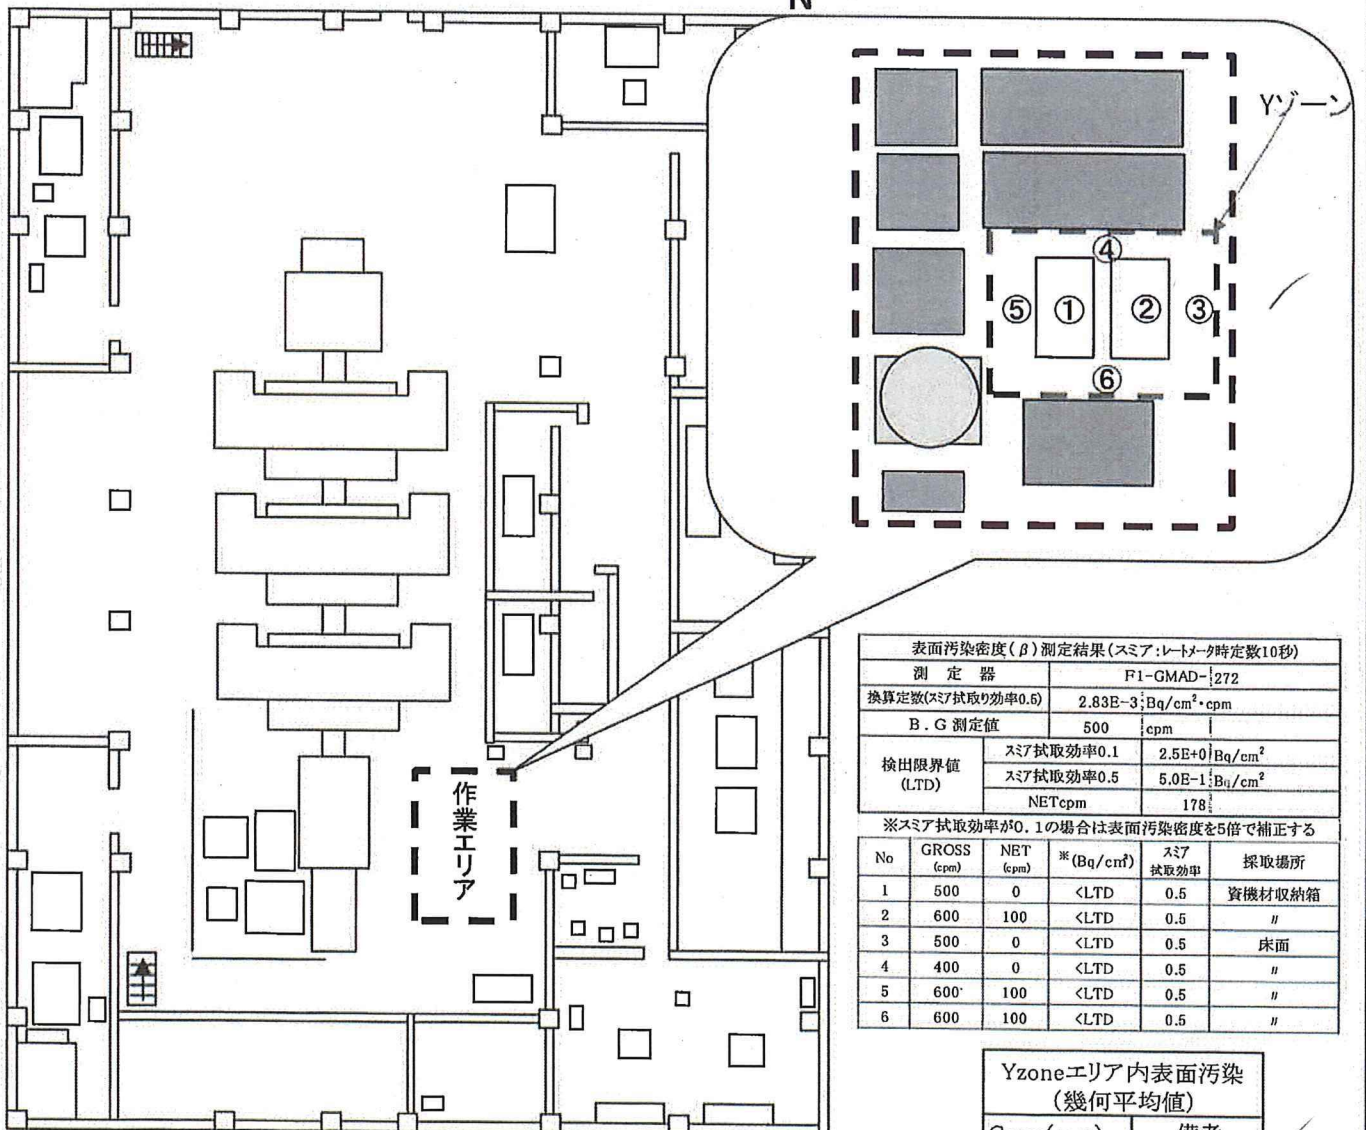 N
Yゾーン
④
⑤ ① ② ③
⑥
作業エリア
表面汚染密度(β)測定結果(スミア:レートメータ時定数10秒)
測 定 器 F1-GMAD-272
換算定数(スミア拭取り効率0.5) 2.83E-3 Bq/cm²・cpm
B.G 測定値 500 cpm
検出限界値(LTD) スミア拭取効率0.1 2.5E+0 Bq/cm²
スミア拭取効率0.5 5.0E-1 Bq/cm²
NETcpm 178
※スミア拭取効率が0.1の場合は表面汚染密度を5倍で補正する
No GROSS(cpm) NET(cpm) ※(Bq/cm²) スミア拭取効率 採取場所
1 500 0 <LTD 0.5 資機材収納箱
2 600 100 <LTD 0.5 〃
3 500 0 <LTD 0.5 床面
4 400 0 <LTD 0.5 〃
5 600 100 <LTD 0.5 〃
6 600 100 <LTD 0.5 〃
Yzoneエリア内表面汚染
(幾何平均値)